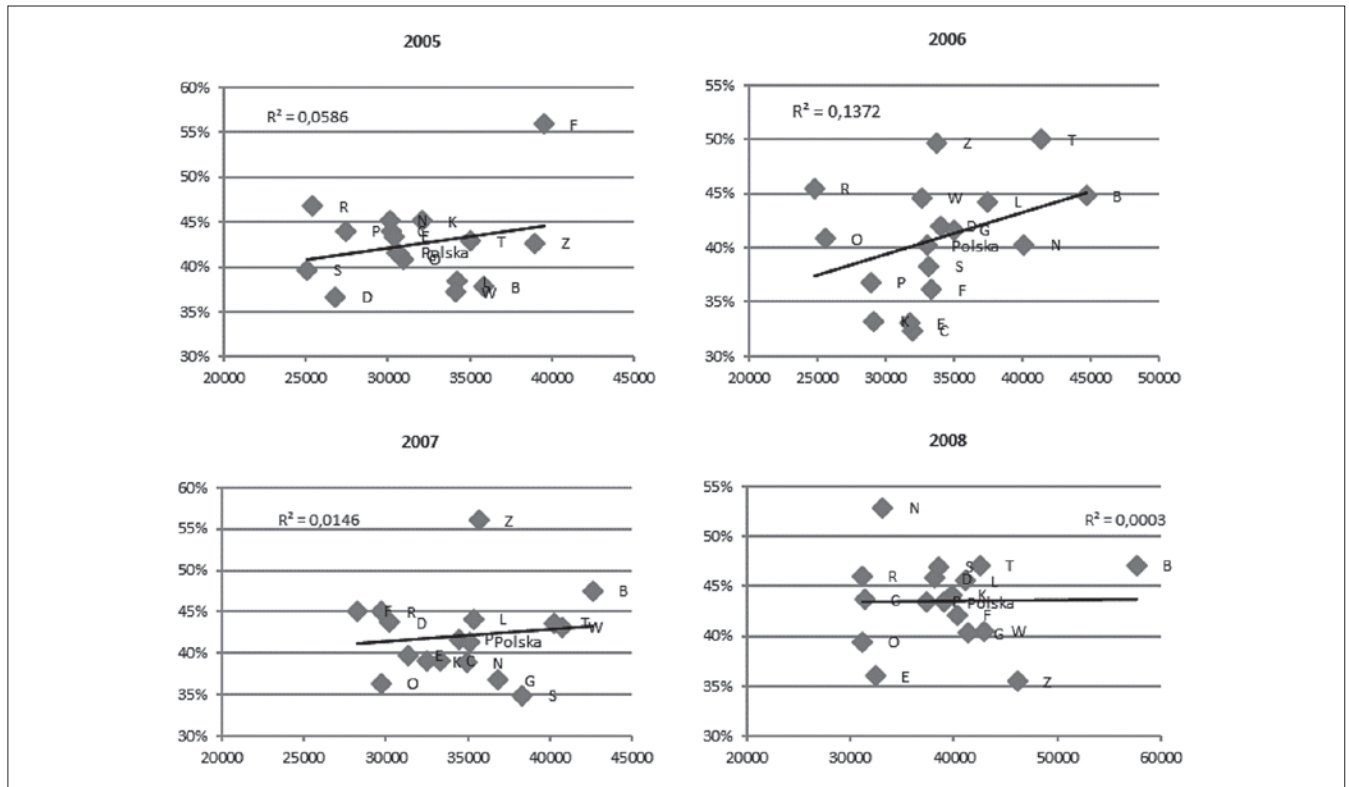 2005
60%
R² = 0,0586
55%
F
50%
R
45%
N
K
P
T
Z
Polska
40%
O
S
B
W
D
35%
30%
20000 25000 30000 35000 40000 45000
2006
55%
R² = 0,1372
50%
Z
T
45%
R
W
L
B
G
40%
O
Polska
N
S
P
F
35%
K
E
C
30%
20000 25000 30000 35000 40000 45000 50000
2007
60%
R² = 0,0146
55%
Z
50%
B
45%
R
D
L
T
W
P
Polska
40%
E
K
C
N
O
G
S
35%
30%
20000 25000 30000 35000 40000 45000
2008
55%
N
R² = 0,0003
50%
S
T
B
45%
R
D
L
K
Polska
F
40%
O
G
W
E
Z
35%
30%
20000 30000 40000 50000 60000